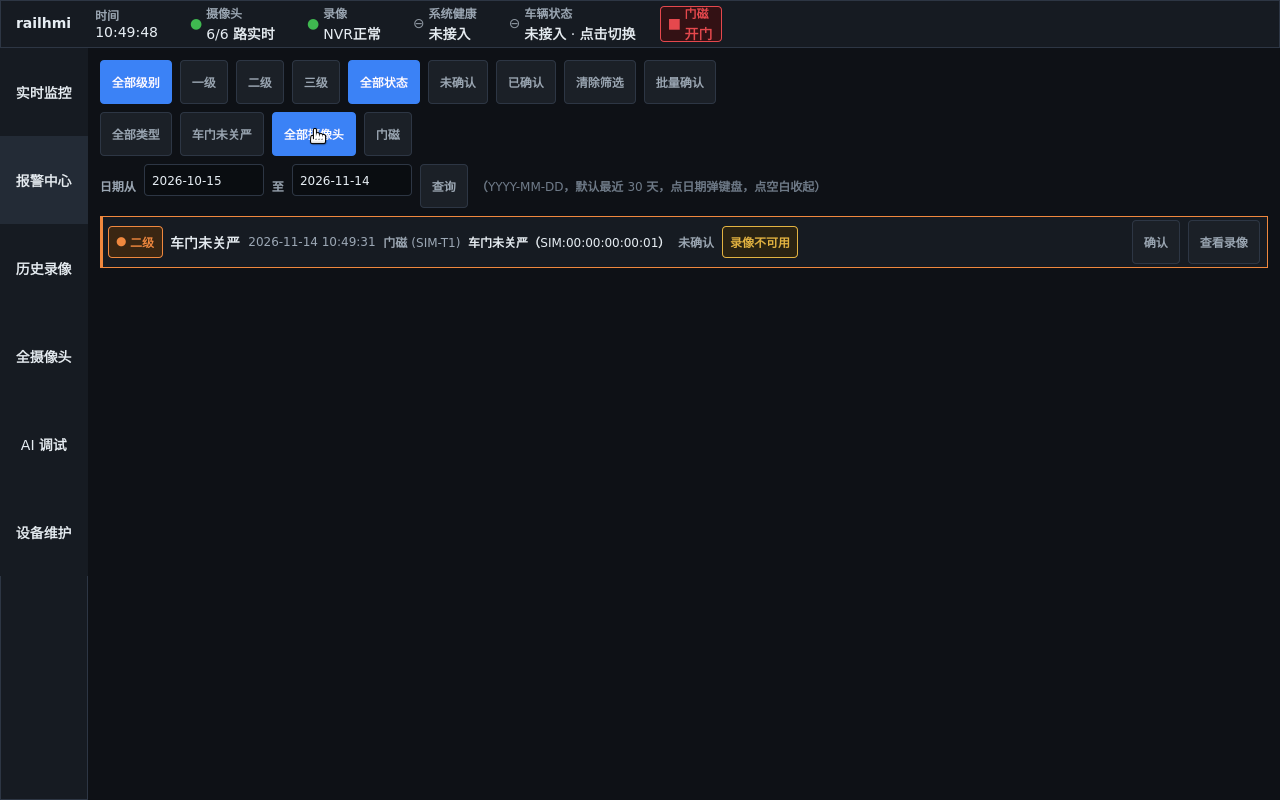 railhmi
时间
10:49:48
摄像头
6/6 路实时
录像
NVR正常
系统健康
未接入
车辆状态
未接入 · 点击切换
门磁
开门
实时监控
报警中心
历史录像
全摄像头
AI 调试
设备维护
全部级别 一级 二级 三级 全部状态 未确认 已确认 清除筛选 批量确认
全部类型 车门未关严 全部摄像头 门磁
日期从 2026-10-15 至 2026-11-14 查询 (YYYY-MM-DD，默认最近 30 天，点日期弹键盘，点空白收起)
二级 车门未关严 2026-11-14 10:49:31 门磁 (SIM-T1) 车门未关严（SIM:00:00:00:00:01） 未确认 录像不可用 确认 查看录像